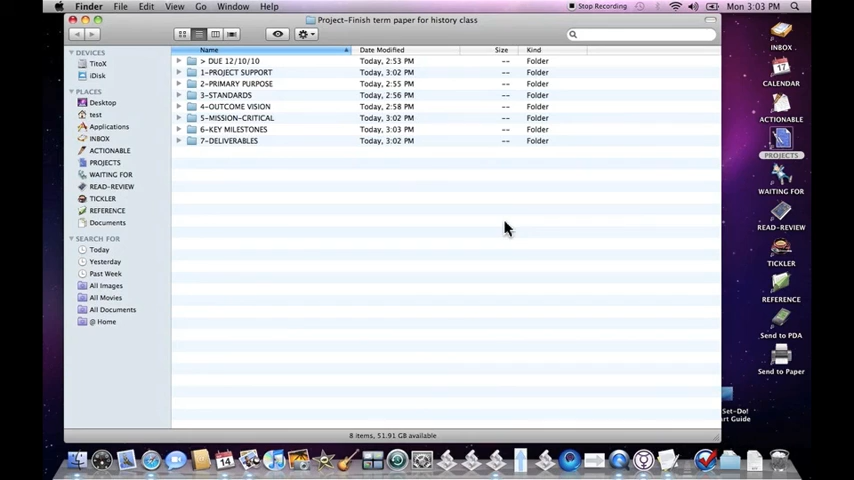 Finder File Edit View Go Window Help
Stop Recording
Mon 3:03 PM
Project-Finish term paper for history class
Name Date Modified Size Kind
> DUE 12/10/10 Today, 2:53 PM -- Folder
1-PROJECT SUPPORT Today, 3:02 PM -- Folder
2-PRIMARY PURPOSE Today, 2:55 PM -- Folder
3-STANDARDS Today, 2:56 PM -- Folder
4-OUTCOME VISION Today, 2:58 PM -- Folder
5-MISSION-CRITICAL Today, 3:02 PM -- Folder
6-KEY MILESTONES Today, 3:03 PM -- Folder
7-DELIVERABLES Today, 3:02 PM -- Folder
DEVICES
TitoX
iDisk
PLACES
Desktop
test
Applications
INBOX
ACTIONABLE
PROJECTS
WAITING FOR
READ-REVIEW
TICKLER
REFERENCE
Documents
SEARCH FOR
Today
Yesterday
Past Week
All Images
All Movies
All Documents
@ Home
8 items, 51.91 GB available
INBOX
17
CALENDAR
ACTIONABLE
PROJECTS
WAITING FOR
READ-REVIEW
TICKLER
REFERENCE
Send to PDA
Send to Paper
Set-Do!
art Guide
14